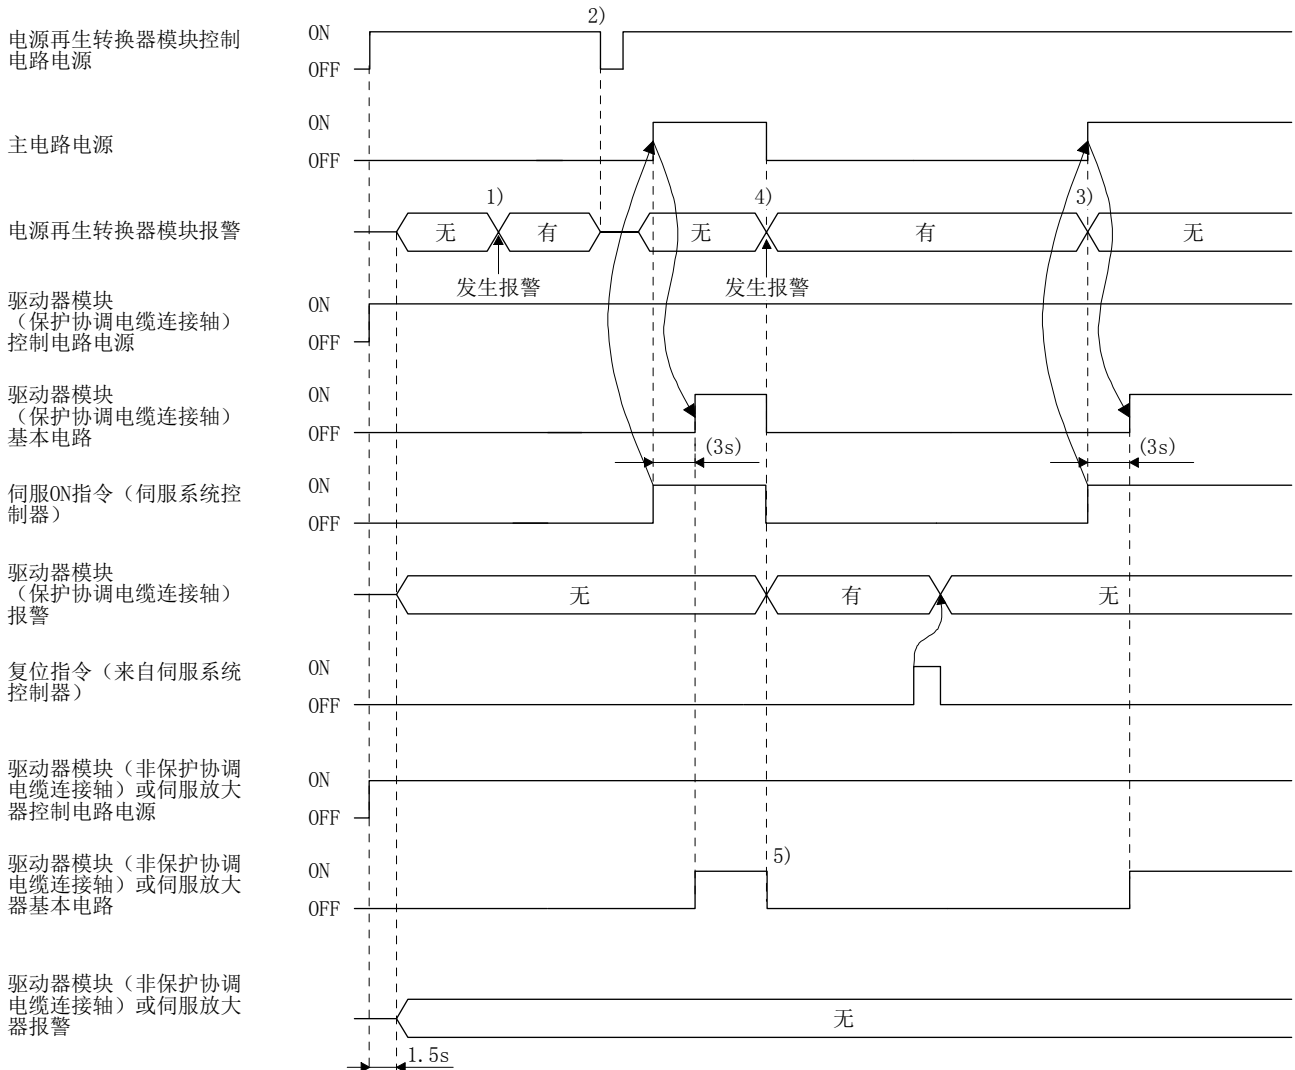 2)
电源再生转换器模块控制
电路电源
ON
OFF
主电路电源
ON
OFF
1)
4)
3)
电源再生转换器模块报警
无
有
无
有
无
发生报警
发生报警
驱动器模块
（保护协调电缆连接轴）
控制电路电源
ON
OFF
驱动器模块
（保护协调电缆连接轴）
基本电路
ON
OFF
(3s)
(3s)
伺服ON指令（伺服系统控
制器）
ON
OFF
驱动器模块
（保护协调电缆连接轴）
报警
无
有
无
复位指令（来自伺服系统
控制器）
ON
OFF
驱动器模块（非保护协调
电缆连接轴）或伺服放大
器控制电路电源
ON
OFF
驱动器模块（非保护协调
电缆连接轴）或伺服放大
器基本电路
ON
OFF
5)
驱动器模块（非保护协调
电缆连接轴）或伺服放大
器报警
无
1.5s